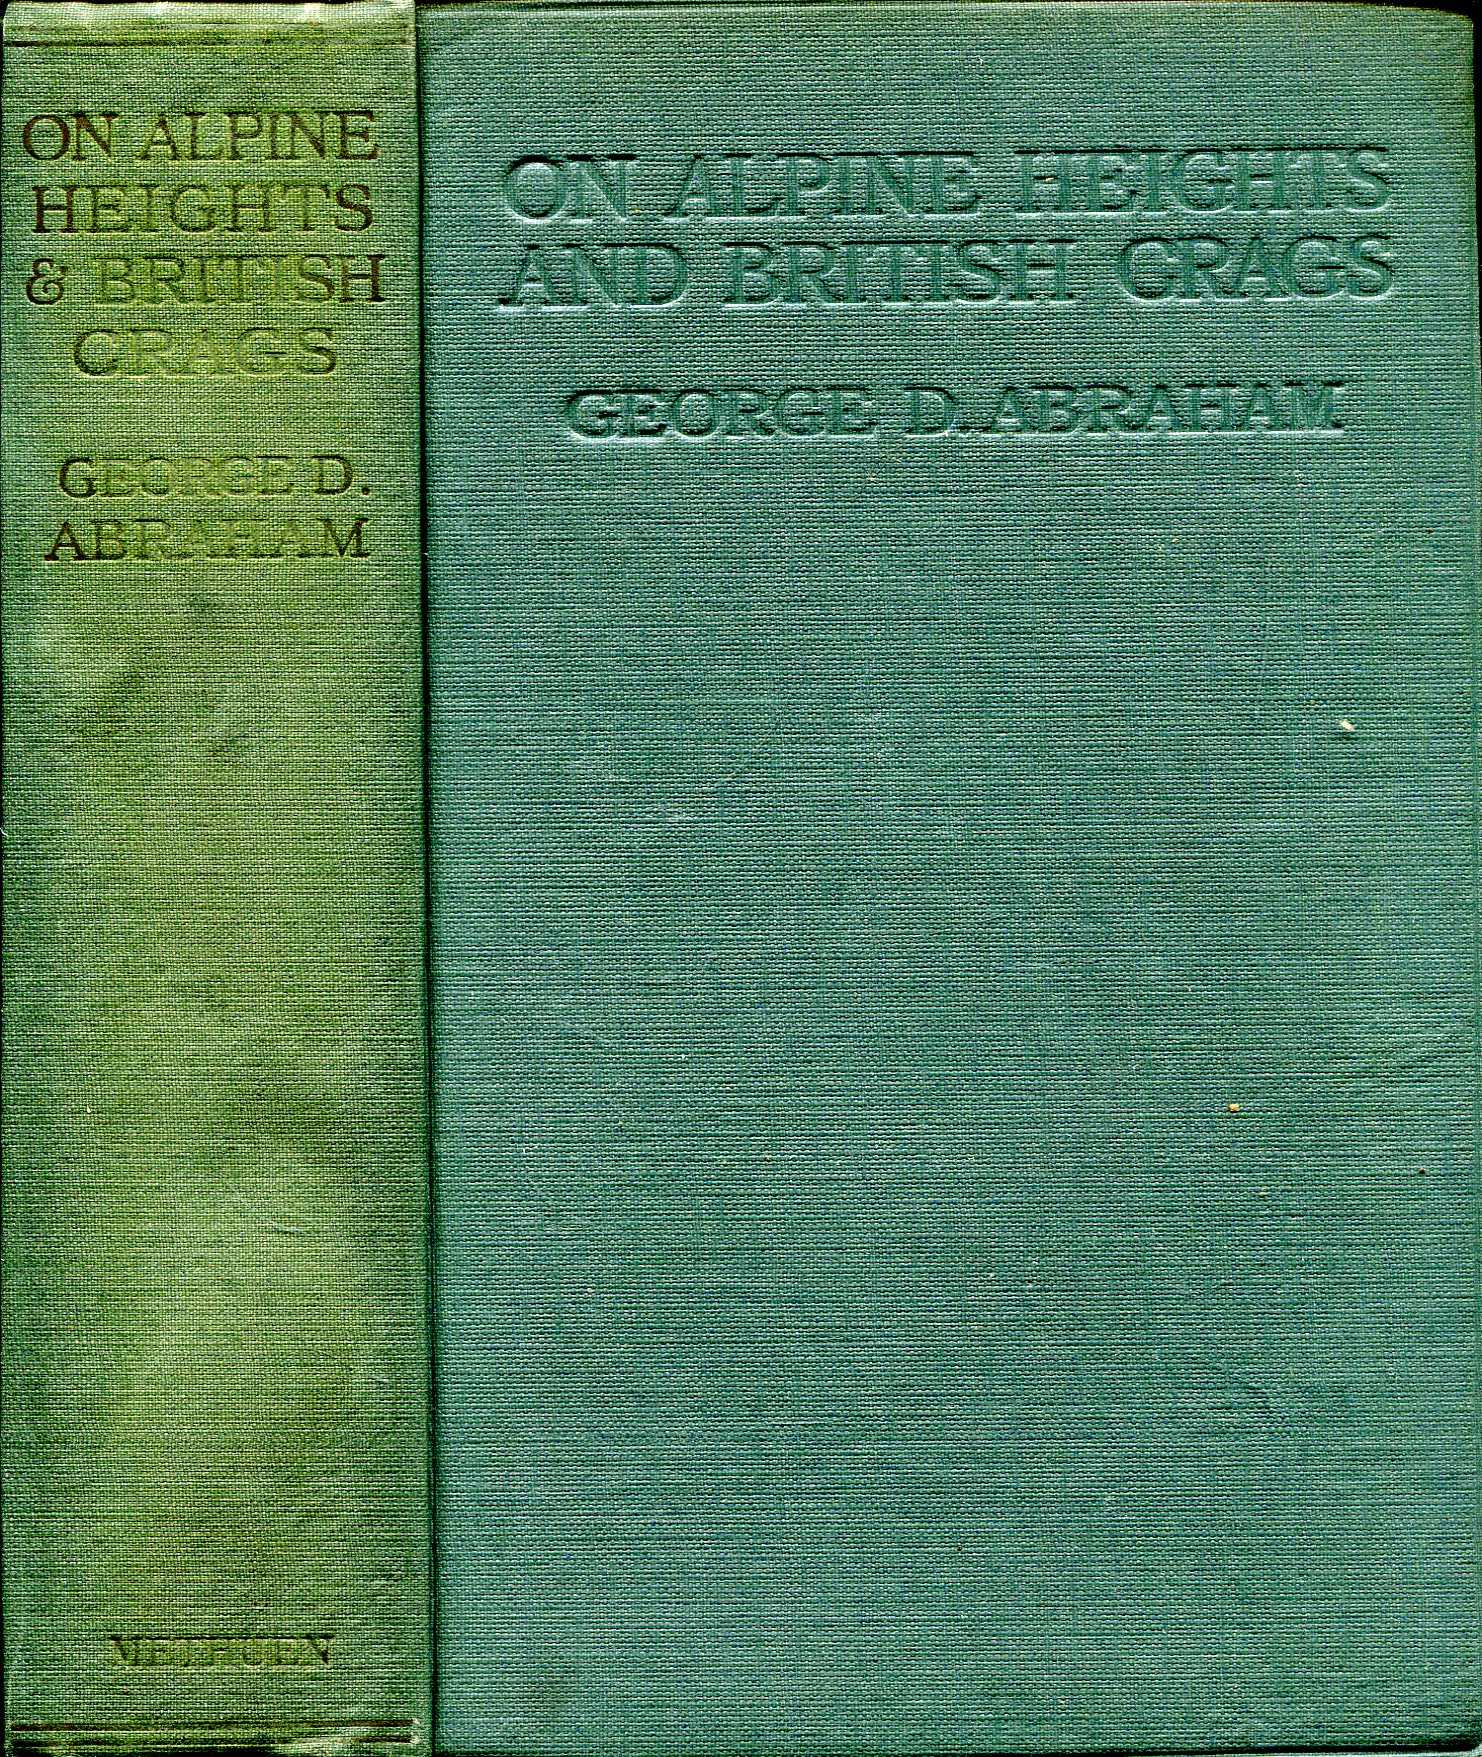 ON ALPINE
HEIGHTS
& BRITISH
CRAGS
GEORGE D.
ABRAHAM
METHUEN
ON ALPINE HEIGHTS
AND BRITISH CRAGS
GEORGE D. ABRAHAM